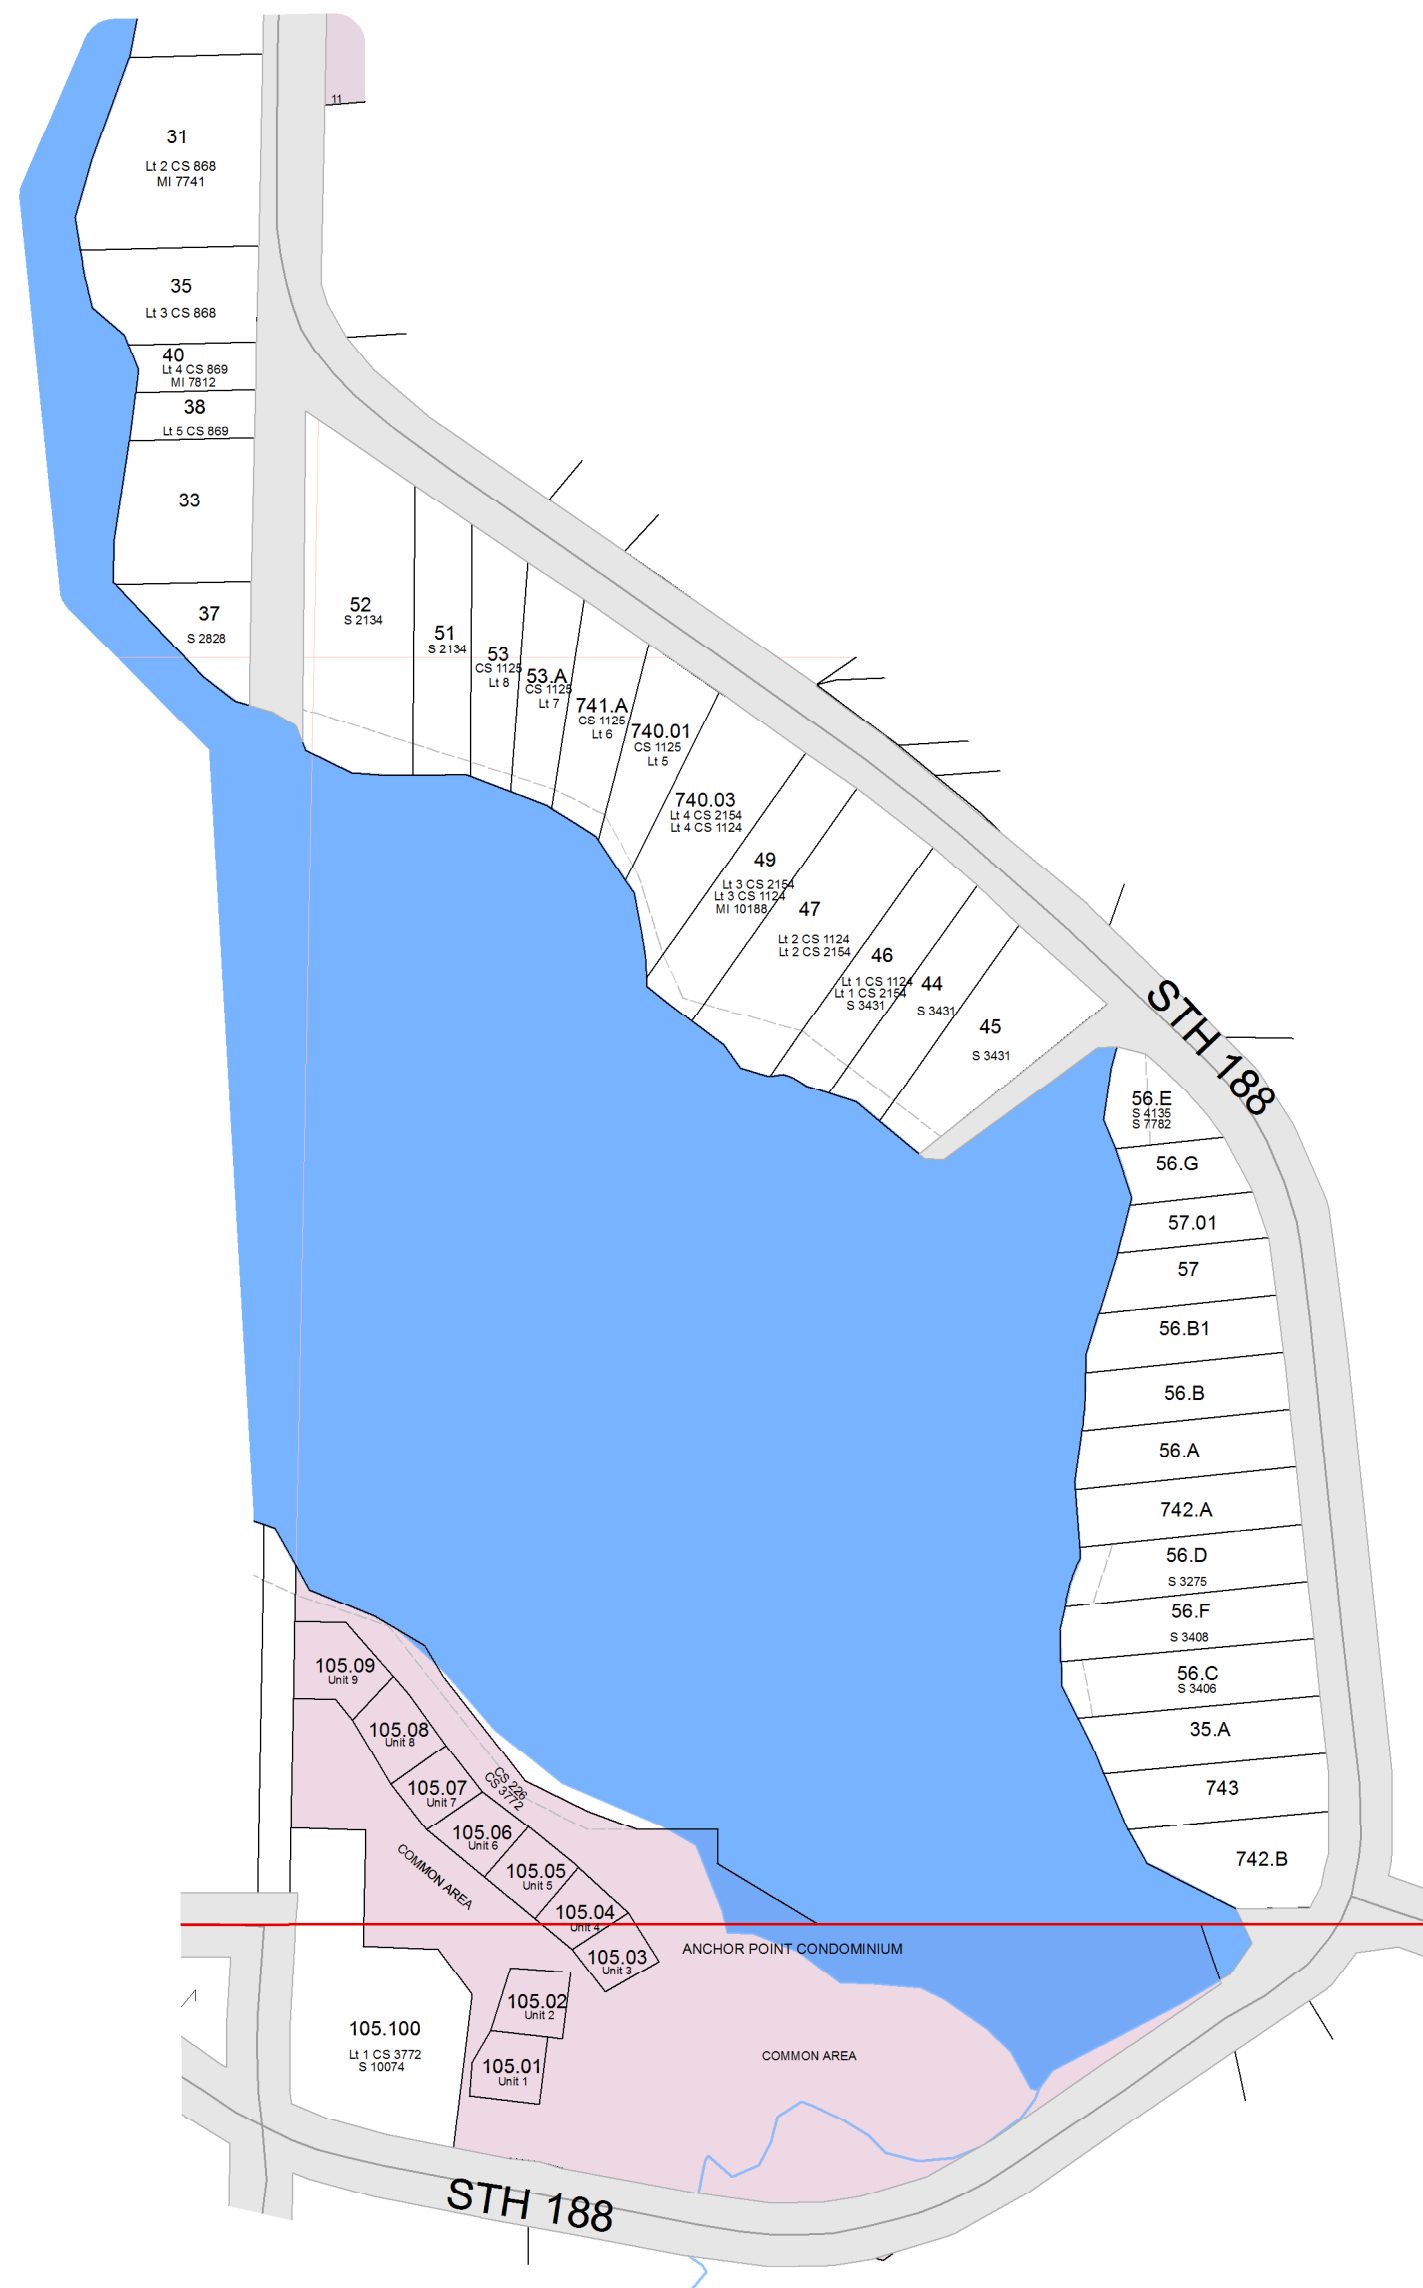 11
31
Lt 2 CS 868
MI 7741
35
Lt 3 CS 868
40
Lt 4 CS 869
MI 7812
38
Lt 5 CS 869
33
37
S 2828
52
S 2134
51
S 2134
53
CS 1125
Lt 8
53.A
CS 1125
Lt 7
741.A
CS 1125
Lt 6
740.01
CS 1125
Lt 5
740.03
Lt 4 CS 2154
Lt 4 CS 1124
49
Lt 3 CS 2154
Lt 3 CS 1124
MI 10188
47
Lt 2 CS 1124
Lt 2 CS 2154
46
Lt 1 CS 1124
Lt 1 CS 2154
S 3431
44
S 3431
45
S 3431
STH 188
56.E
S 4135
S 7782
56.G
57.01
57
56.B1
56.B
56.A
742.A
56.D
S 3275
56.F
S 3408
56.C
S 3406
35.A
743
742.B
105.09
Unit 9
105.08
Unit 8
105.07
Unit 7
CS 226
CS 3772
105.06
Unit 6
105.05
Unit 5
COMMON AREA
105.04
Unit 4
105.03
Unit 3
ANCHOR POINT CONDOMINIUM
105.02
Unit 2
105.100
Lt 1 CS 3772
S 10074
105.01
Unit 1
COMMON AREA
STH 188